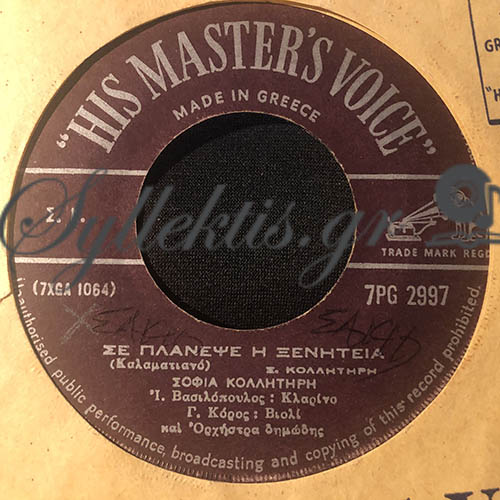 "HIS MASTER'S VOICE"
MADE IN GREECE
Syllektis.gr
TRADE MARK REGD
(7XGA 1064)
7PG 2997
ΣΕ ΠΛΑΝΕΨΕ Η ΞΕΝΗΤΕΙΑ
(Καλαματιανό) Σ. ΚΟΛΛΗΤΗΡΗ
ΣΟΦΙΑ ΚΟΛΛΗΤΗΡΗ
Ἰ. Βασιλόπουλος: Κλαρίνο
Γ. Κόρος: Βιολί
καὶ Ὀρχήστρα δημώδης
Unauthorised public performance, broadcasting and copying of this record prohibited.
GR
"H